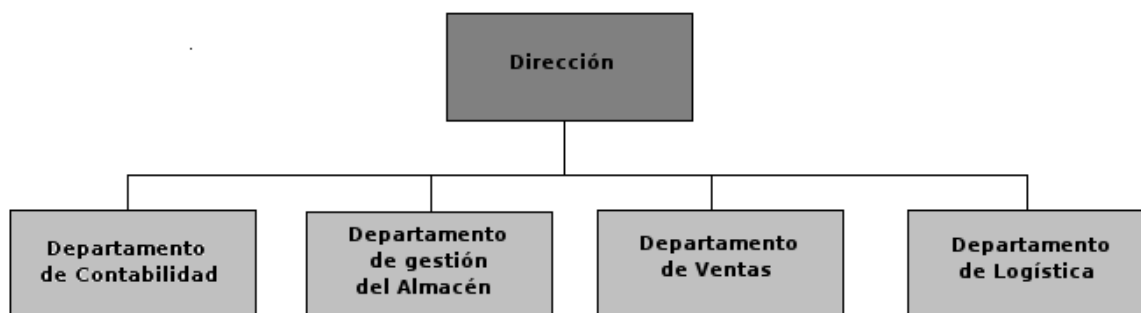 Dirección
Departamento
de Contabilidad
Departamento
de gestión
del Almacén
Departamento
de Ventas
Departamento
de Logística